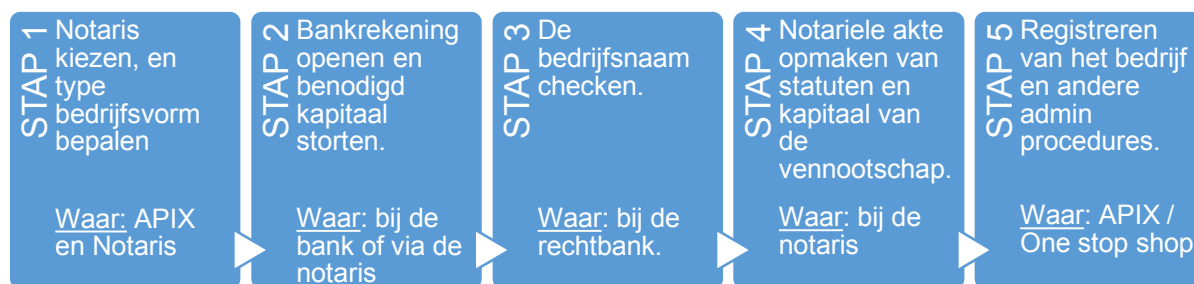 STAP 1
Notaris
kiezen, en
type
bedrijfsvorm
bepalen
Waar: APIX
en Notaris
STAP 2
Bankrekening
openen en
benodigd
kapitaal
storten.
Waar: bij de
bank of via de
notaris
STAP 3
De
bedrijfsnaam
checken.
Waar: bij de
rechtbank.
STAP 4
Notariele akte
opmaken van
statuten en
kapitaal van
de
vennootschap.
Waar: bij de
notaris
STAP 5
Registreren
van het bedrijf
en andere
admin
procedures.
Waar: APIX /
One stop shop